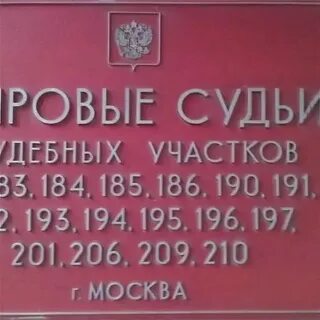 ИРОВЫЕ СУДЬИ
УДЕБНЫХ УЧАСТКОВ
83, 184, 185, 186, 190, 191,
2, 193, 194, 195, 196, 197,
201, 206, 209, 210
г. МОСКВА